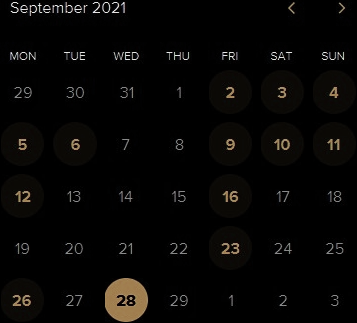 September 2021
MON TUE WED THU FRI SAT SUN
29 30 31 1 2 3 4
5 6 7 8 9 10 11
12 13 14 15 16 17 18
19 20 21 22 23 24 25
26 27 28 29 1 2 3